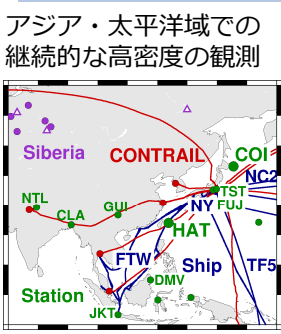 アジア・太平洋域での
継続的な高密度の観測
Siberia
CONTRAIL
COI
NC2
NTL
TST
CLA
GUI
NY
FUJ
HAT
FTW
Ship
TF5
DMV
Station
JKT